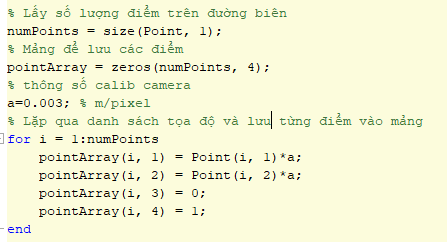 % Lấy số lượng điểm trên đường biên
numPoints = size(Point, 1);
% Mảng để lưu các điểm
pointArray = zeros(numPoints, 4);
% thông số calib camera
a=0.003; % m/pixel
% Lặp qua danh sách tọa độ và lưu từng điểm vào mảng
for i = 1:numPoints
    pointArray(i, 1) = Point(i, 1)*a;
    pointArray(i, 2) = Point(i, 2)*a;
    pointArray(i, 3) = 0;
    pointArray(i, 4) = 1;
end